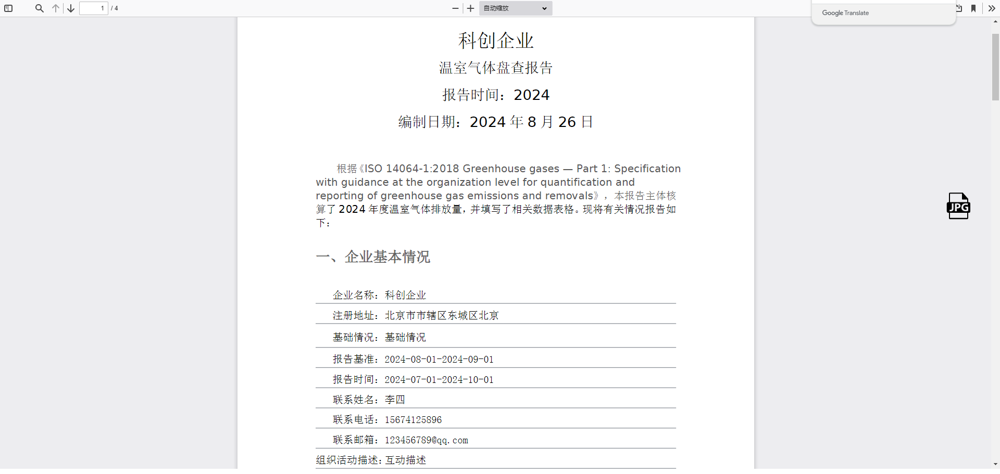 1 / 4
自动缩放
Google Translate
科创企业
温室气体盘查报告
报告时间：2024
编制日期：2024 年 8 月 26 日
根据《ISO 14064-1:2018 Greenhouse gases — Part 1: Specification
with guidance at the organization level for quantification and
reporting of greenhouse gas emissions and removals》，本报告主体核
算了 2024 年度温室气体排放量，并填写了相关数据表格。现将有关情况报告如
下：
JPG
一、企业基本情况
企业名称：科创企业
注册地址：北京市市辖区东城区北京
基础情况：基础情况
报告基准：2024-08-01-2024-09-01
报告时间：2024-07-01-2024-10-01
联系姓名：李四
联系电话：15674125896
联系邮箱：123456789@qq.com
组织活动描述：互动描述